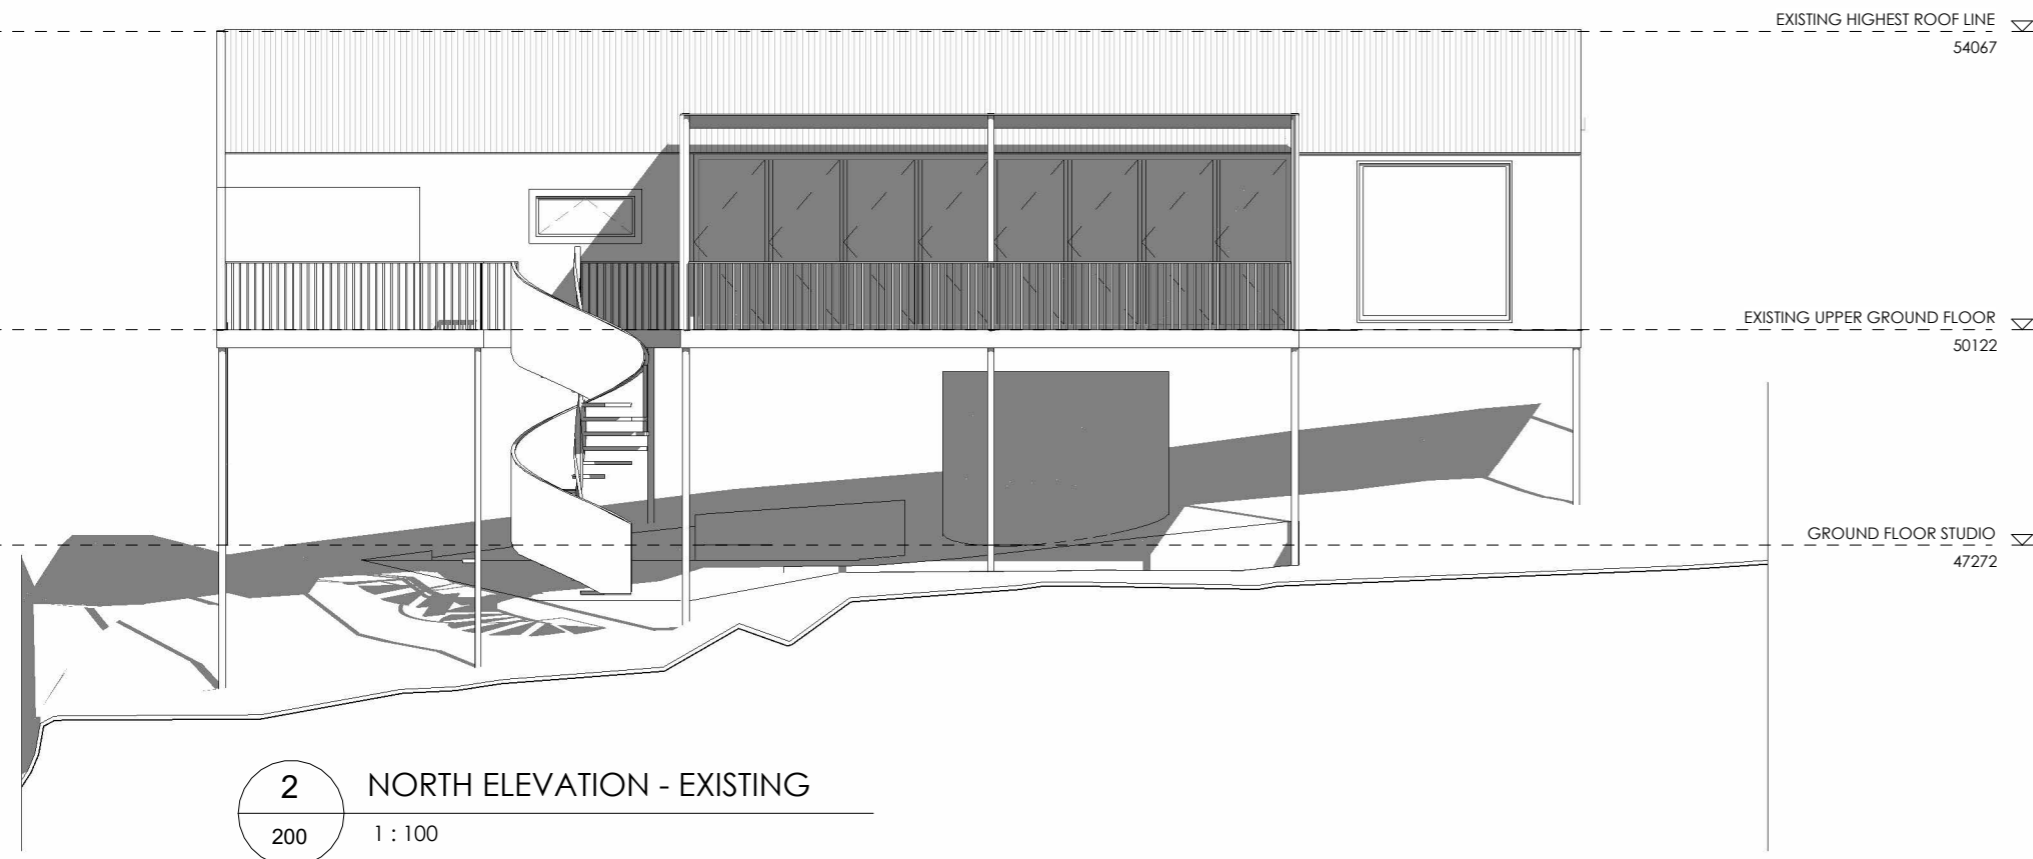 EXISTING HIGHEST ROOF LINE
54067
EXISTING UPPER GROUND FLOOR
50122
GROUND FLOOR STUDIO
47272
2
NORTH ELEVATION - EXISTING
200
1 : 100